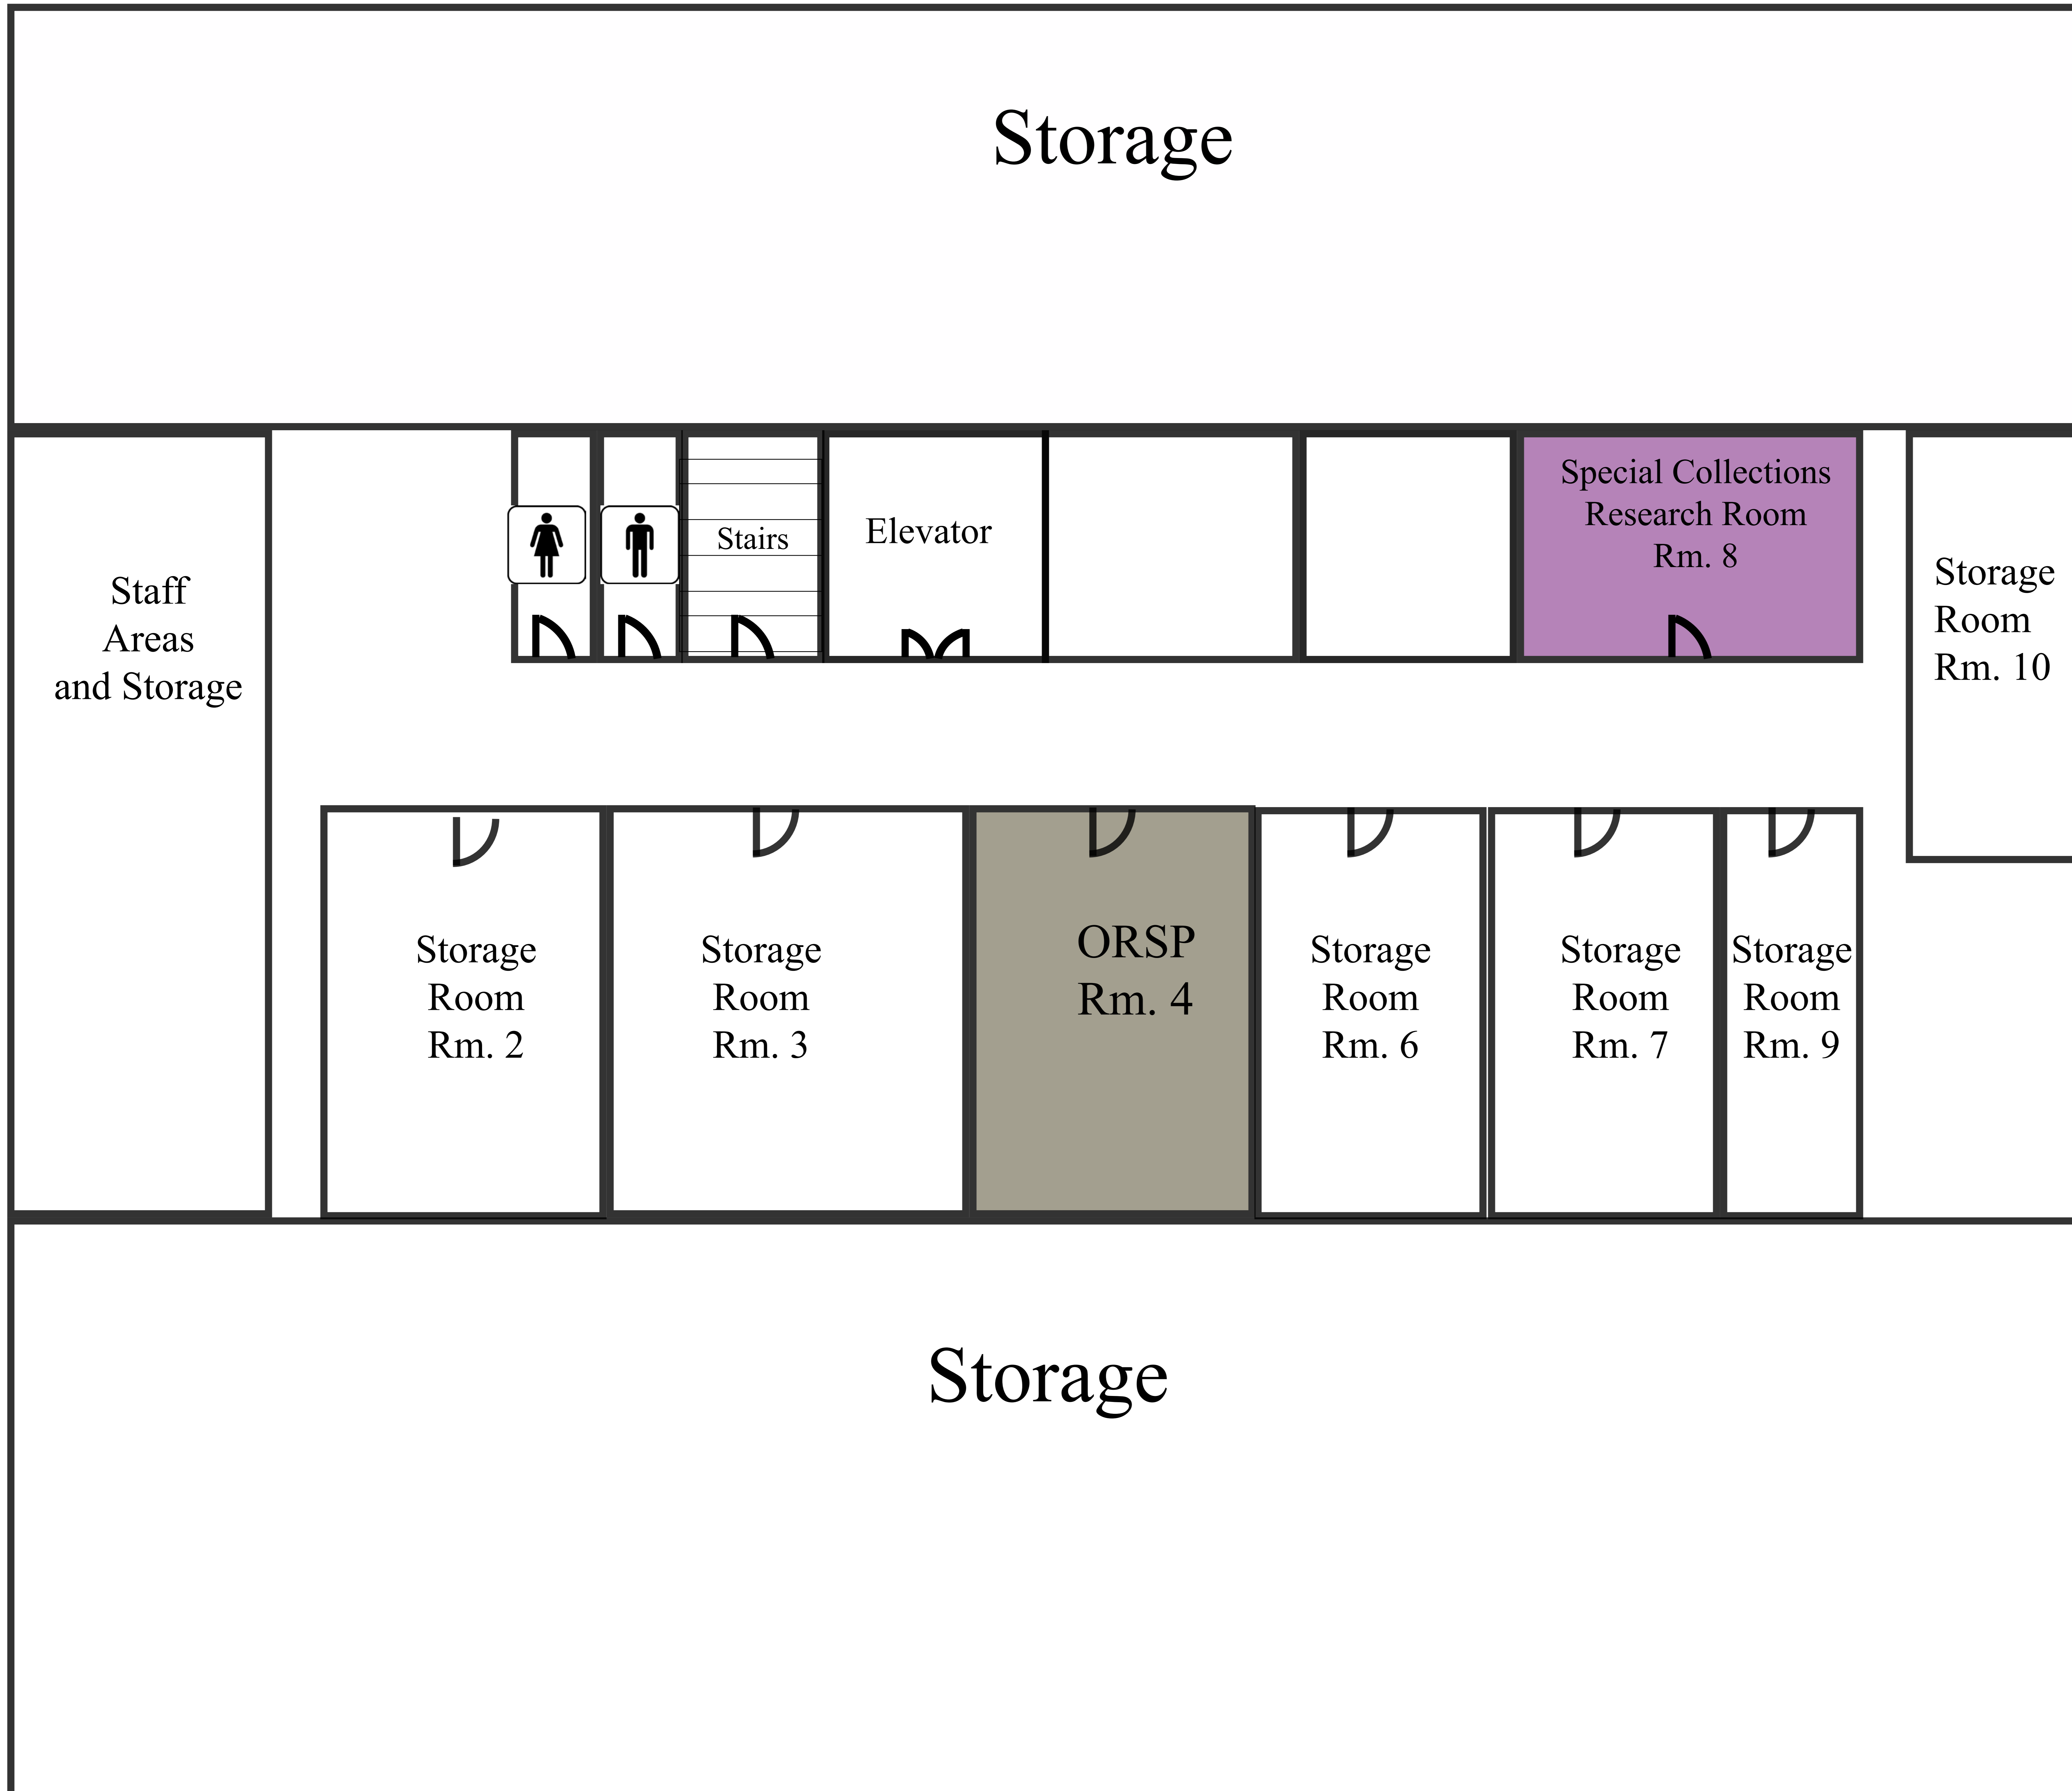 Storage
Staff
Areas
and Storage
Stairs
Elevator
Special Collections
Research Room
Rm. 8
Storage
Room
Rm. 10
Storage
Room
Rm. 2
Storage
Room
Rm. 3
ORSP
Rm. 4
Storage
Room
Rm. 6
Storage
Room
Rm. 7
Storage
Room
Rm. 9
Storage